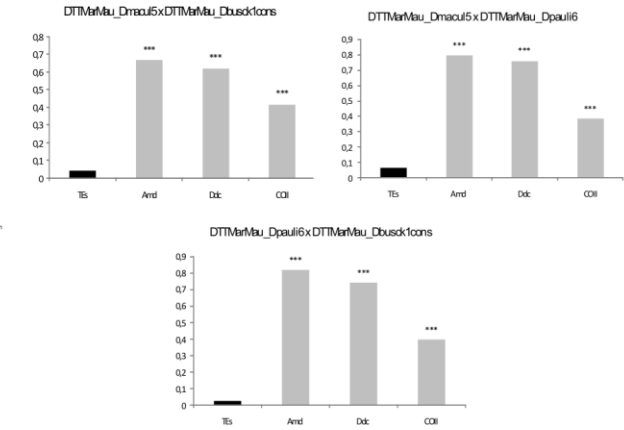 DTTMarMau_Dmacul5 x DTTMarMau_Dbusck1cons
0,8
0,7
0,6
0,5
0,4
0,3
0,2
0,1
0
***
***
***
TEs
Amd
Ddc
COII
DTTMarMau_Dmacul5 x DTTMarMau_Dpauli6
0,9
0,8
0,7
0,6
0,5
0,4
0,3
0,2
0,1
0
***
***
***
TEs
Amd
Ddc
COII
DTTMarMau_Dpauli6 x DTTMarMau_Dbusck1cons
0,9
0,8
0,7
0,6
0,5
0,4
0,3
0,2
0,1
0
***
***
***
TEs
Amd
Ddc
COII